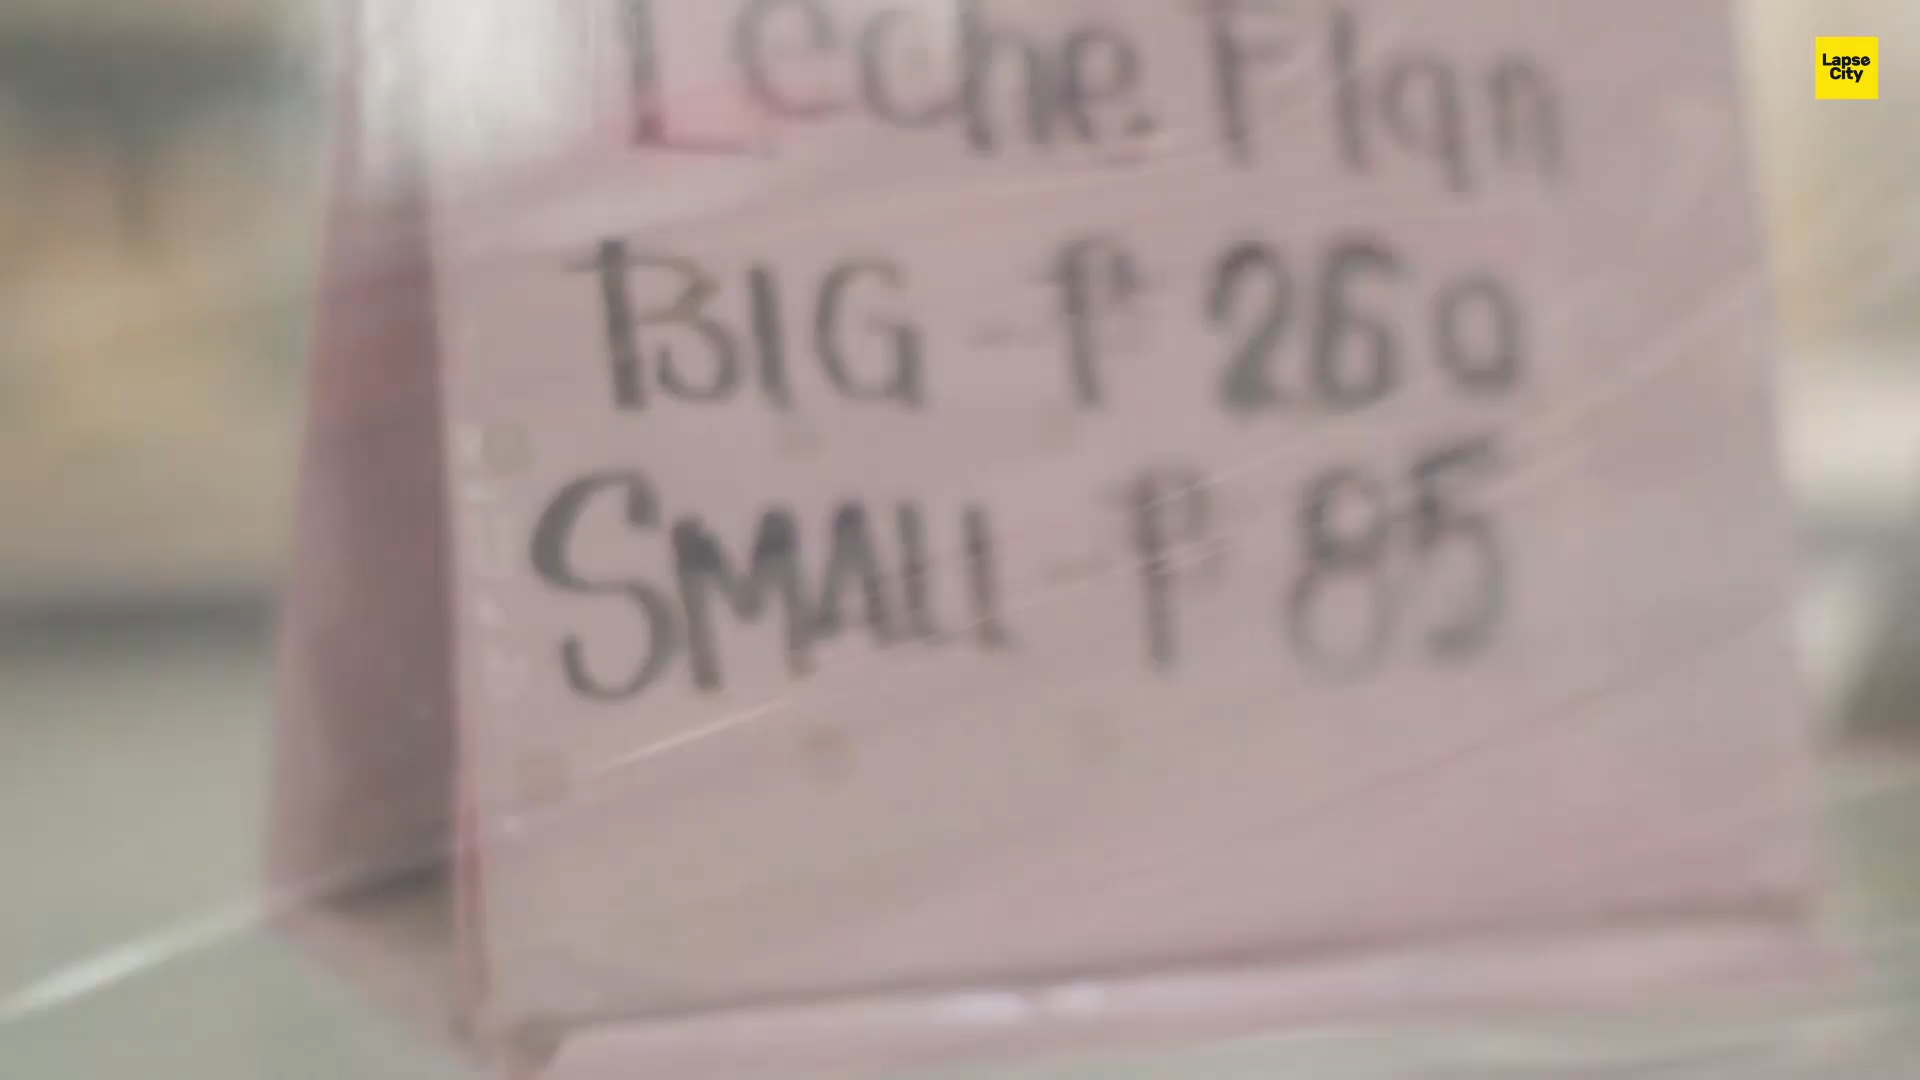 Leche Flan
BIG - ₱ 260
SMALL - ₱ 85
Lapse
City